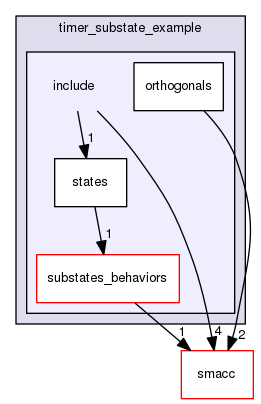 timer_substate_example
include
orthogonals
1
states
1
substates_behaviors
1
4
2
smacc